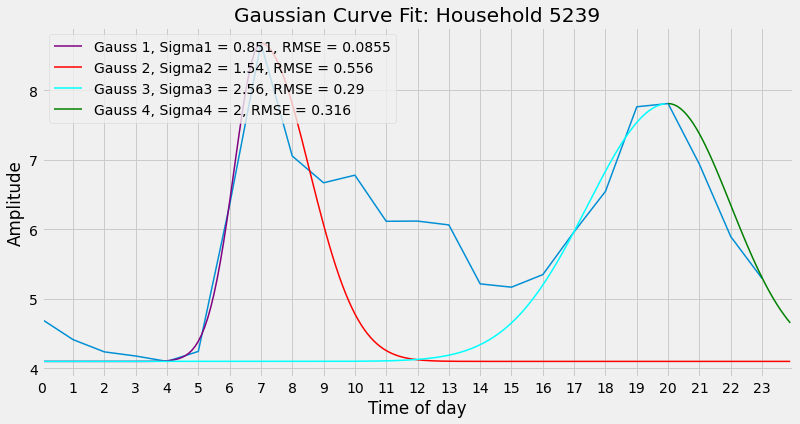 Gaussian Curve Fit: Household 5239
Gauss 1, Sigma1 = 0.851, RMSE = 0.0855
Gauss 2, Sigma2 = 1.54, RMSE = 0.556
Gauss 3, Sigma3 = 2.56, RMSE = 0.29
Gauss 4, Sigma4 = 2, RMSE = 0.316
Amplitude
8
7
6
5
4
0 1 2 3 4 5 6 7 8 9 10 11 12 13 14 15 16 17 18 19 20 21 22 23
Time of day